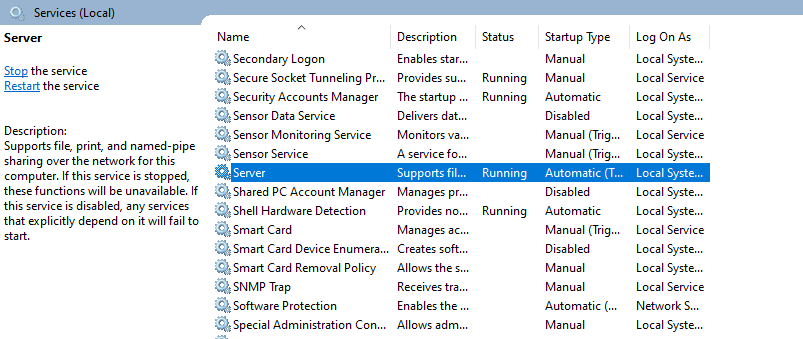 Services (Local)
Server
Stop the service
Restart the service
Description:
Supports file, print, and named-pipe
sharing over the network for this
computer. If this service is stopped,
these functions will be unavailable. If
this service is disabled, any services
that explicitly depend on it will fail to
start.
Name Description Status Startup Type Log On As
Secondary Logon Enables star... Manual Local Syste...
Secure Socket Tunneling Pr... Provides su... Running Manual Local Service
Security Accounts Manager The startup ... Running Automatic Local Syste...
Sensor Data Service Delivers dat... Disabled Local Syste...
Sensor Monitoring Service Monitors va... Manual (Trig... Local Service
Sensor Service A service fo... Manual (Trig... Local Syste...
Server Supports fil... Running Automatic (T... Local Syste...
Shared PC Account Manager Manages pr... Disabled Local Syste...
Shell Hardware Detection Provides no... Running Automatic Local Syste...
Smart Card Manages ac... Manual (Trig... Local Service
Smart Card Device Enumera... Creates soft... Disabled Local Syste...
Smart Card Removal Policy Allows the s... Manual Local Syste...
SNMP Trap Receives tra... Manual Local Service
Software Protection Enables the ... Automatic (... Network S...
Special Administration Con... Allows adm... Manual Local Syste...